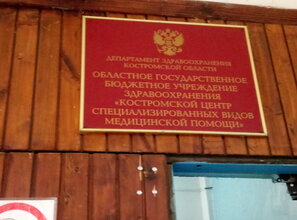 ДЕПАРТАМЕНТ ЗДРАВООХРАНЕНИЯ
КОСТРОМСКОЙ ОБЛАСТИ
ОБЛАСТНОЕ ГОСУДАРСТВЕННОЕ
БЮДЖЕТНОЕ УЧРЕЖДЕНИЕ
ЗДРАВООХРАНЕНИЯ
«КОСТРОМСКОЙ ЦЕНТР
СПЕЦИАЛИЗИРОВАННЫХ ВИДОВ
МЕДИЦИНСКОЙ ПОМОЩИ»